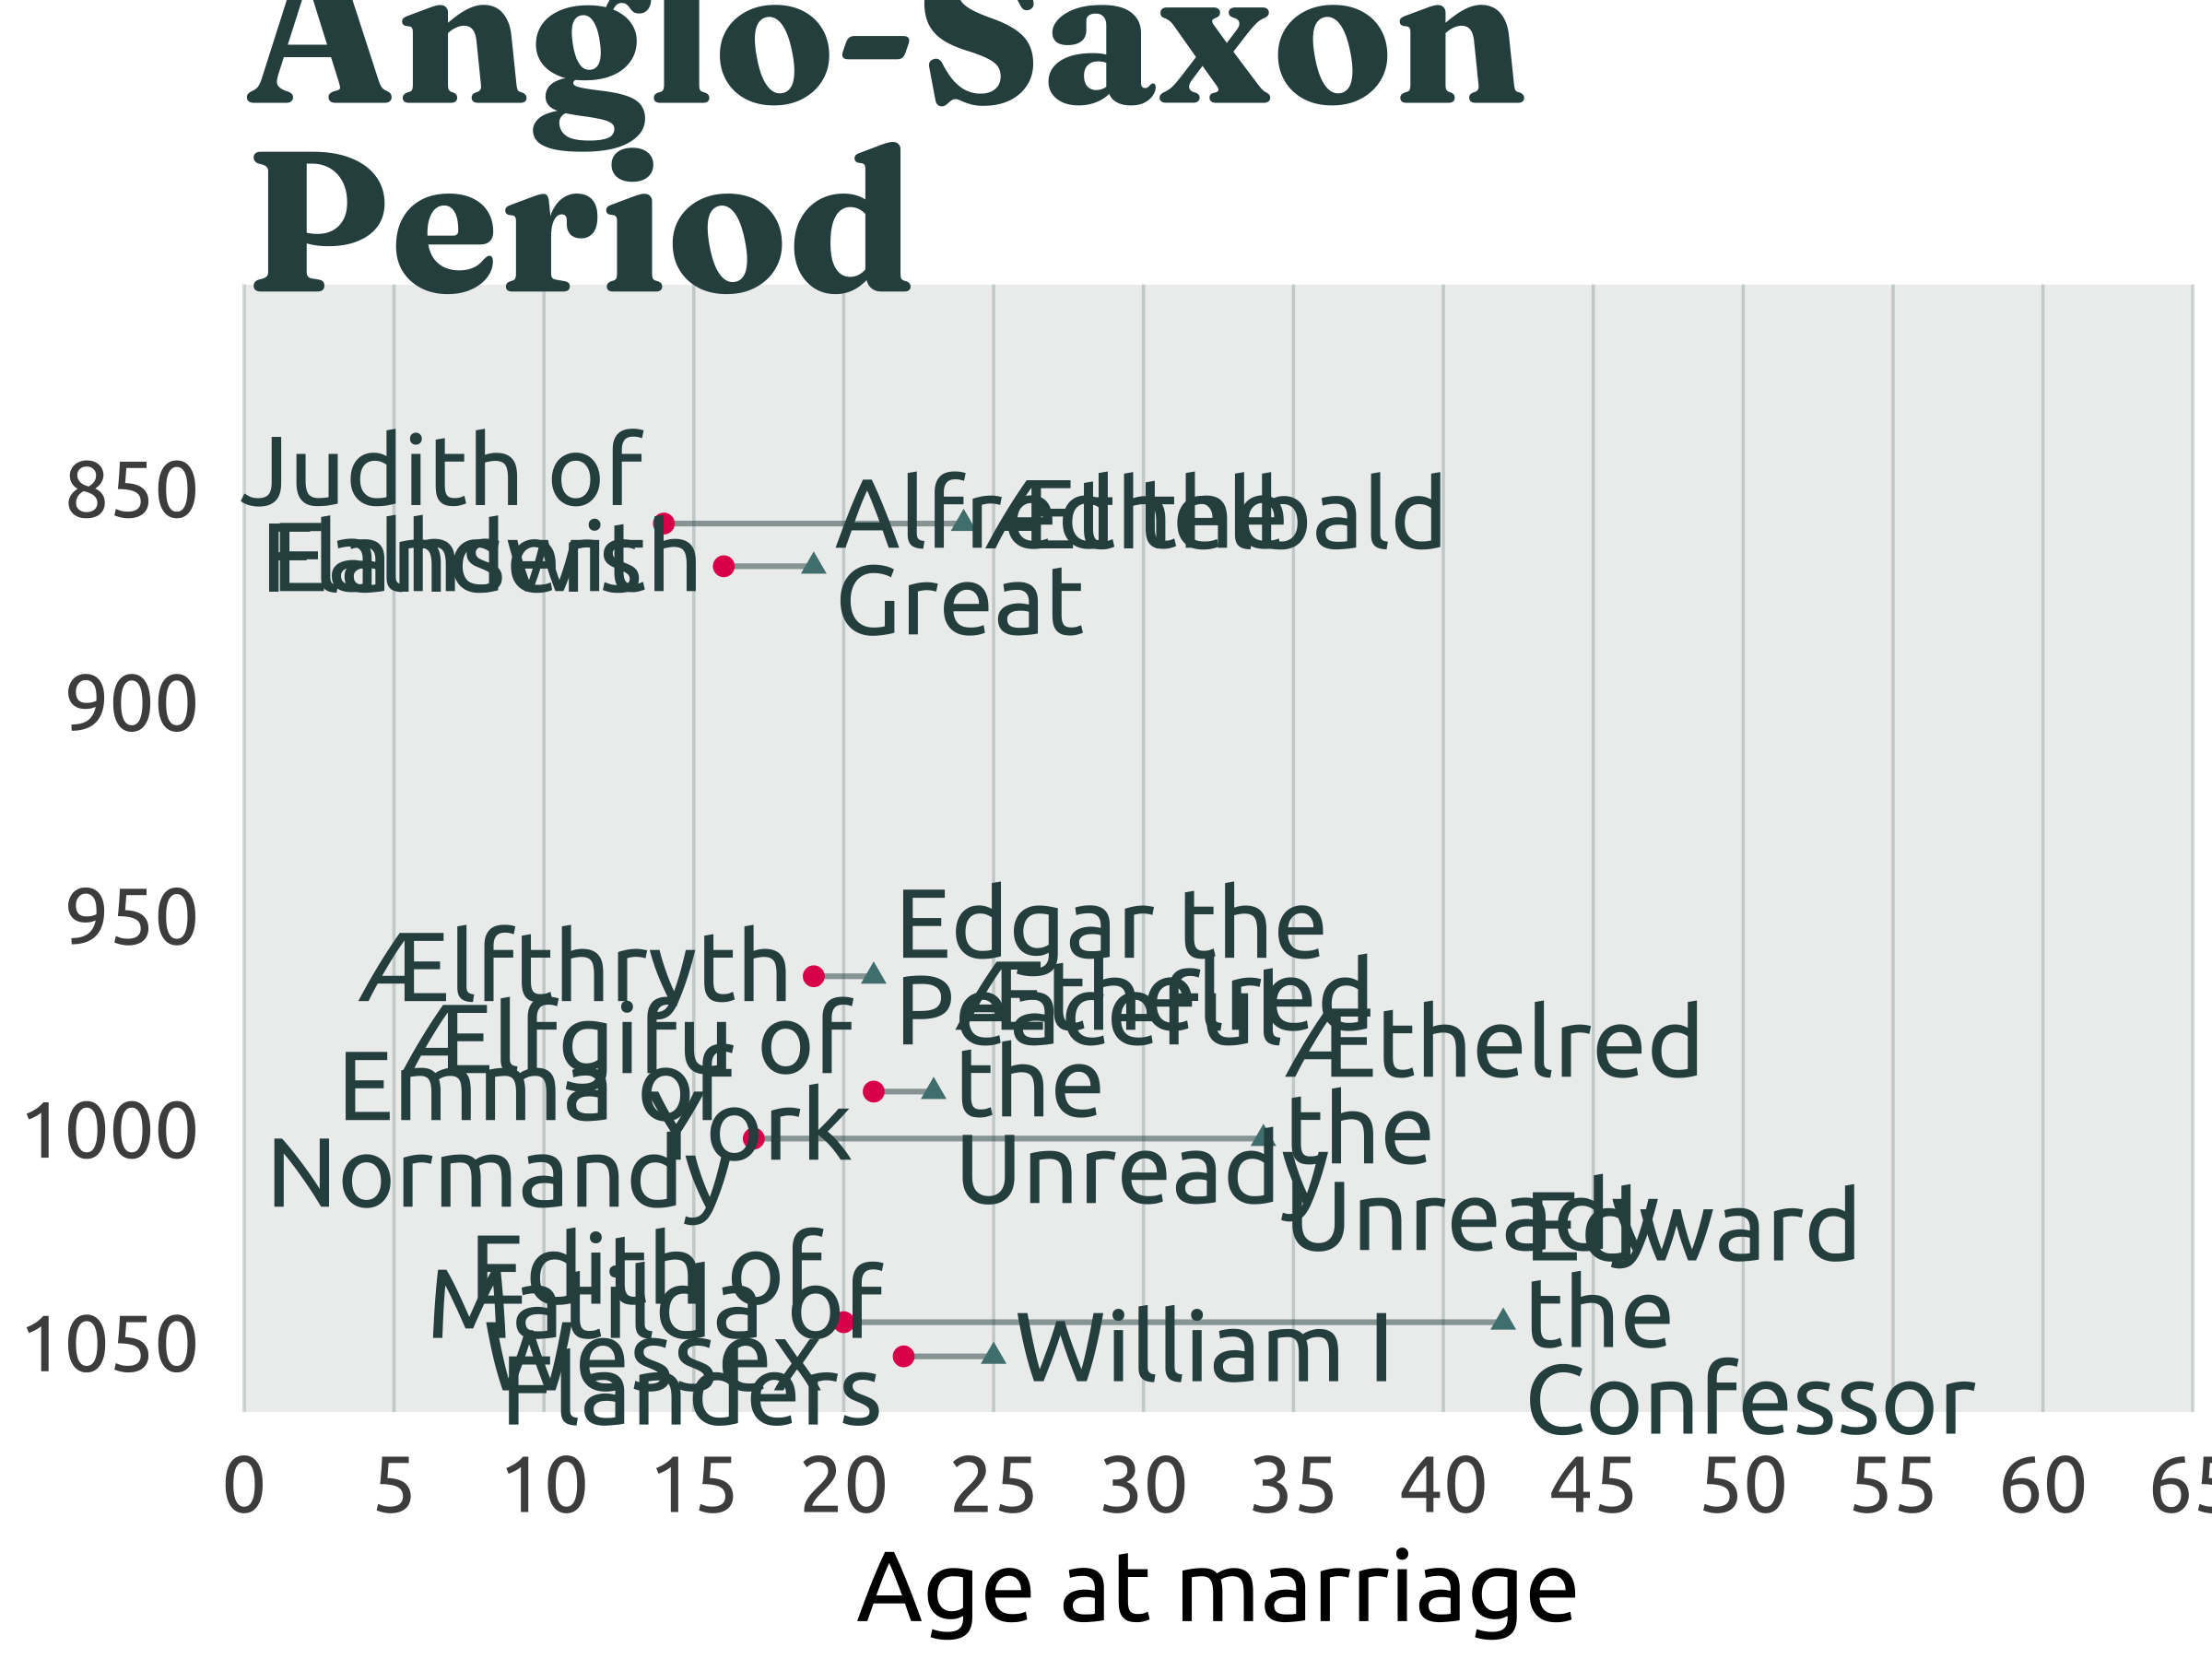 Anglo-Saxon
Period
850
900
950
1000
1050
Judith of
Flanders
Ealhswith
Alfred the
Great
Æthelbald
Ælfthryth
Edgar the
Peaceful
Ælfgifu of
York
Æthelred
the
Unready
Emma of
Normandy
Æthelred
the
Unready
Edith of
Wessex
Edward
the
Confessor
Matilda of
Flanders
William I
0 5 10 15 20 25 30 35 40 45 50 55 60 65
Age at marriage